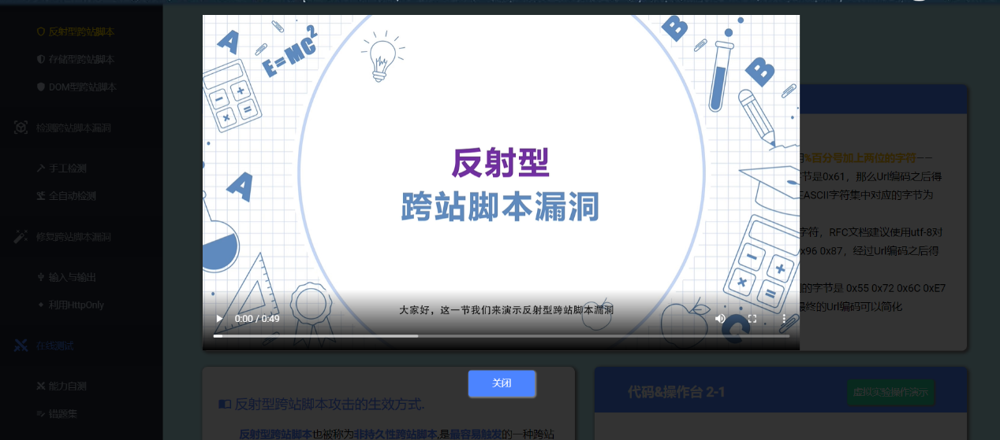 反射型跨站脚本
存储型跨站脚本
DOM型跨站脚本
检测跨站脚本漏洞
手工检测
全自动检测
修复跨站脚本漏洞
输入与输出
利用HttpOnly
在线测试
能力自测
错题集
A
E=MC²
B
B
A
C
反射型
跨站脚本漏洞
大家好，这一节我们来演示反射型跨站脚本漏洞
0:00 / 0:49
%百分号加上两位的字符——
节是0x61，那么Url编码之后得
ASCII字符集中对应的字节为
字符，RFC文档建议使用utf-8对
x96 0x87，经过Url编码之后得
的字节是 0x55 0x72 0x6C 0xE7
最终的Url编码可以简化
关闭
反射型跨站脚本攻击的生效方式.
反射型跨站脚本也被称为非持久性跨站脚本,是最容易触发的一种跨站
代码&操作台 2-1
虚拟实验操作演示